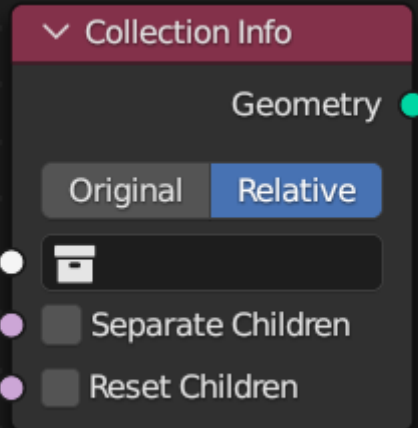 Collection Info
Geometry
Original Relative
Separate Children
Reset Children